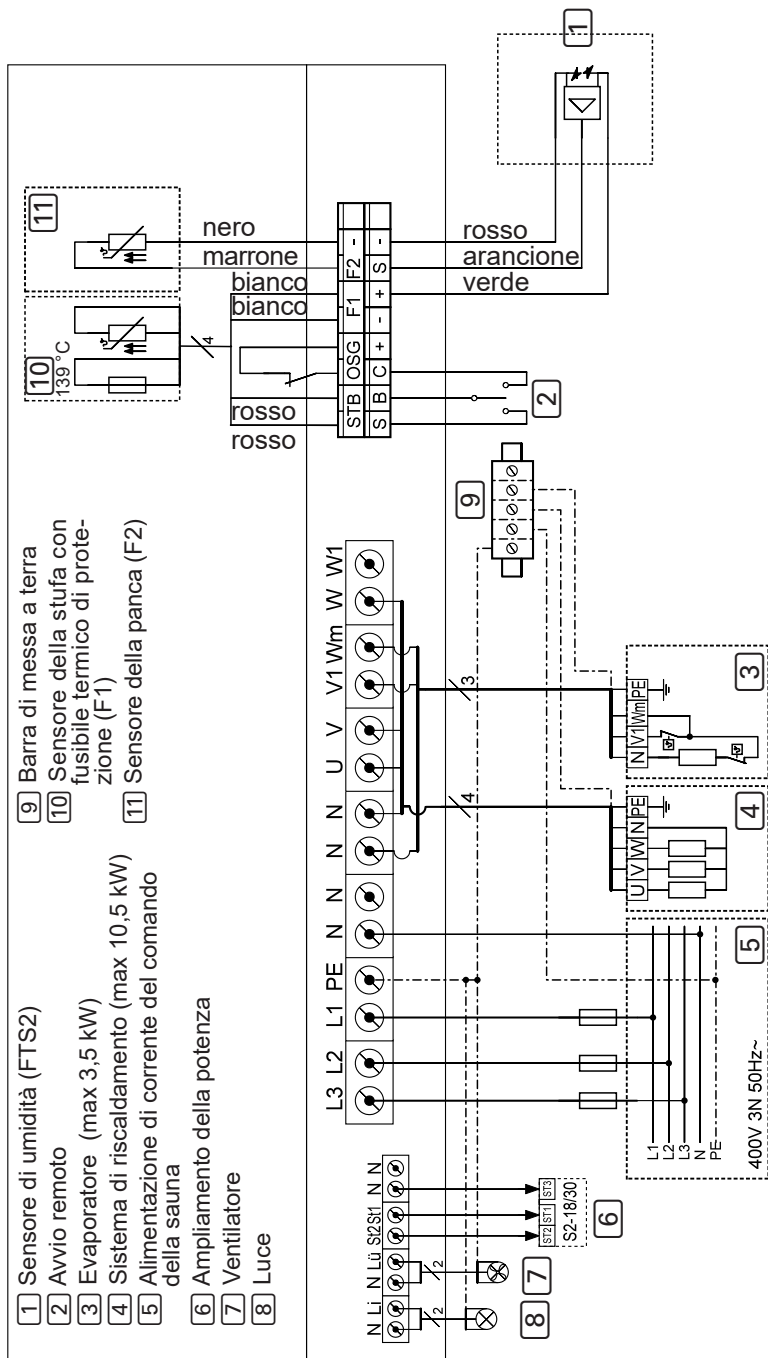 1 Sensore di umidità (FTS2)
2 Avvio remoto
3 Evaporatore (max 3,5 kW)
4 Sistema di riscaldamento (max 10,5 kW)
5 Alimentazione di corrente del comando
della sauna
6 Ampliamento della potenza
7 Ventilatore
8 Luce
9 Barra di messa a terra
10 Sensore della stufa con
fusibile termico di prote-
zione (F1)
11 Sensore della panca (F2)
10
139 °C
11
4
rosso
rosso
bianco
bianco
marrone
nero
STB OSG F1 F2 -
S B C + - + S -
verde
arancione
rosso
1
2
N Li N Lü St2 St1 N N
L3 L2 L1 PE N N N N U V V1 Wm W W1
9
2
2
4
3
8
7
ST2 ST1 ST3
S2-18/30
6
L1
L2
L3
N
PE
400V 3N 50Hz~
5
U V W N PE
4
N V1 Wm PE
3